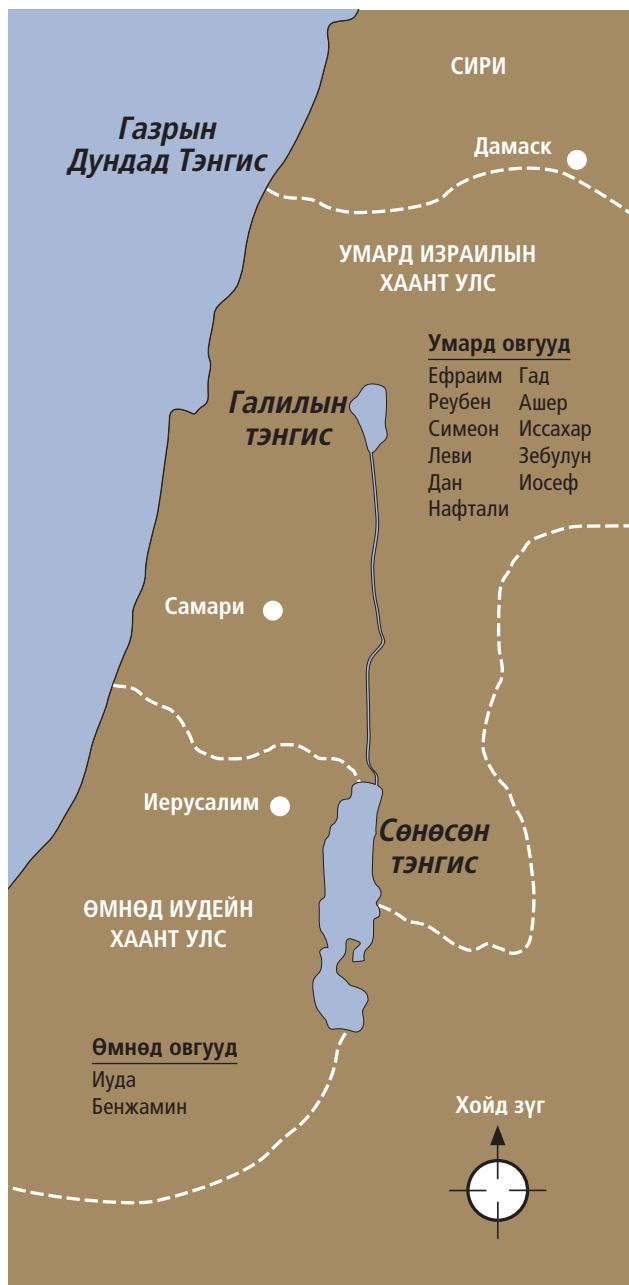 СИРИ
Газрын
Дундад Тэнгис
Дамаск
УМАРД ИЗРАИЛЫН
ХААНТ УЛС
Умард овгууд
Ефраим Гад
Реубен Ашер
Симеон Иссахар
Леви Зебулун
Дан Иосеф
Нафтали
Галилын
тэнгис
Самари
Иерусалим
Сөнөсөн
тэнгис
ӨМНӨД ИУДЕЙН
ХААНТ УЛС
Өмнөд овгууд
Иуда
Бенжамин
Хойд зүг